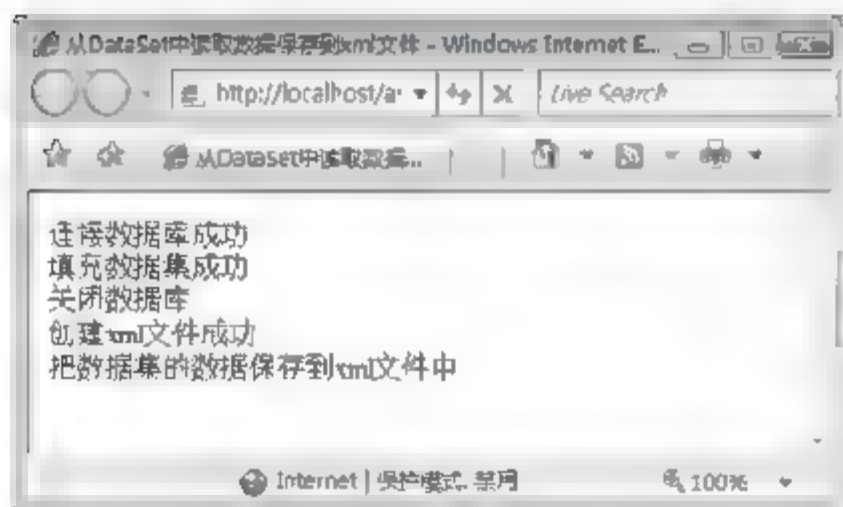 从DataSet中读取数据保存到xml文件 - Windows Internet E...
http://localhost/a
Live Search
从DataSet中读取数据...
连接数据库成功
填充数据集成功
关闭数据库
创建xml文件成功
把数据集的数据保存到xml文件中
Internet | 保护模式: 禁用
100%